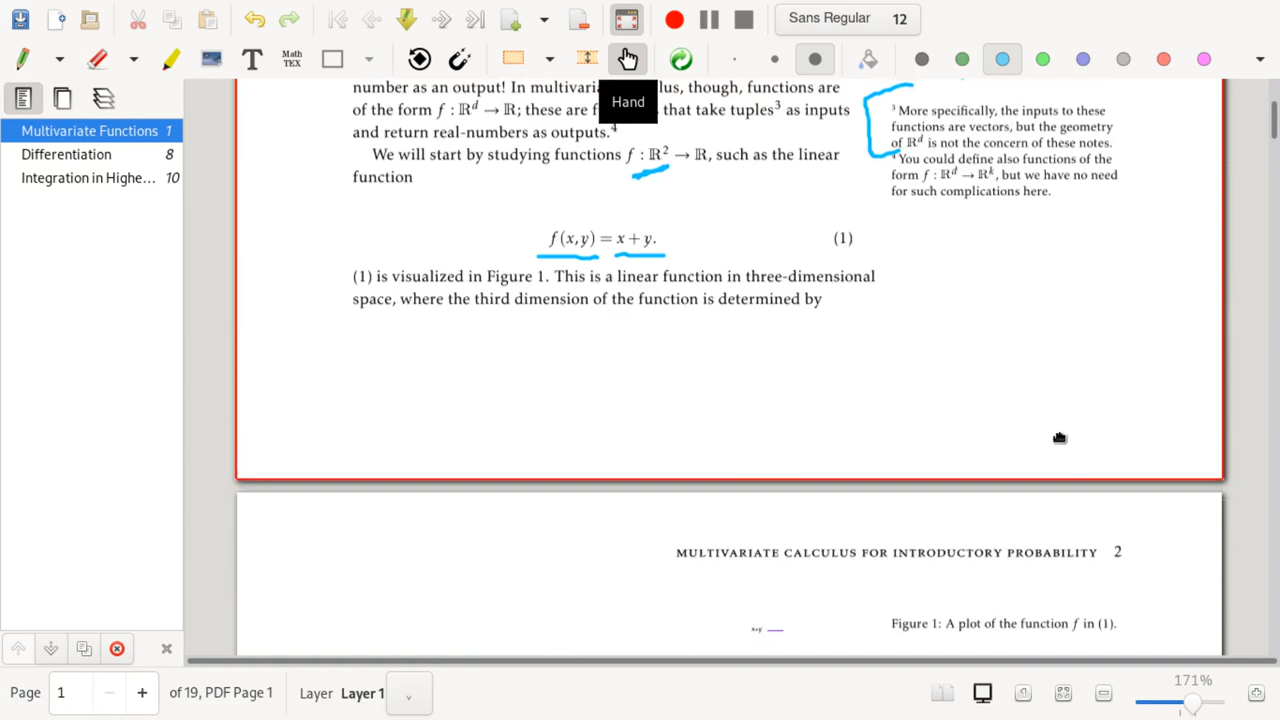 Sans Regular 12
Math
TEX
Hand
Multivariate Functions 1
Differentiation 8
Integration in Highe... 10
number as an output! In multivari lus, though, functions are
of the form f : ℝᵈ → ℝ; these are f that take tuples³ as inputs
and return real-numbers as outputs.⁴
We will start by studying functions f : ℝ² → ℝ, such as the linear
function
f(x,y) = x + y. (1)
(1) is visualized in Figure 1. This is a linear function in three-dimensional
space, where the third dimension of the function is determined by
³ More specifically, the inputs to these
functions are vectors, but the geometry
of ℝᵈ is not the concern of these notes.
⁴ You could define also functions of the
form f : ℝᵈ → ℝᵏ, but we have no need
for such complications here.
MULTIVARIATE CALCULUS FOR INTRODUCTORY PROBABILITY 2
x+y
Figure 1: A plot of the function f in (1).
Page 1 of 19, PDF Page 1 Layer Layer 1 171%